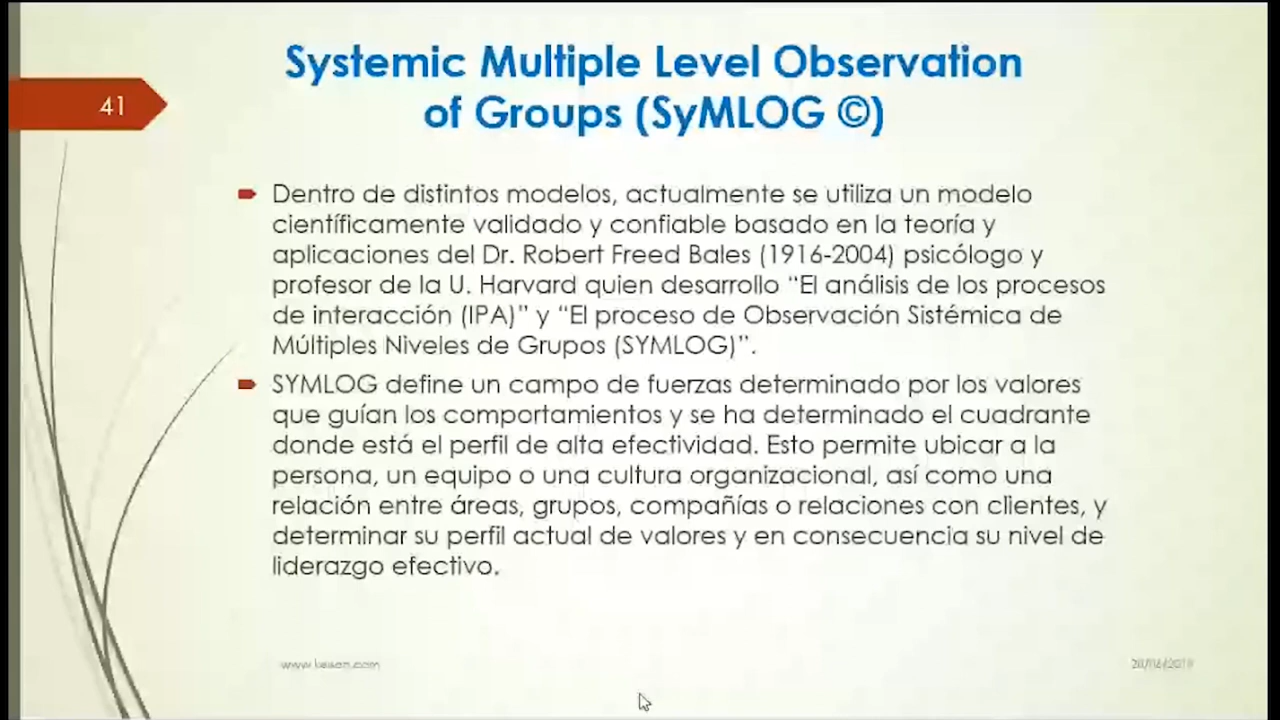 Systemic Multiple Level Observation
of Groups (SyMLOG ©)
41
Dentro de distintos modelos, actualmente se utiliza un modelo
científicamente validado y confiable basado en la teoría y
aplicaciones del Dr. Robert Freed Bales (1916-2004) psicólogo y
profesor de la U. Harvard quien desarrollo “El análisis de los procesos
de interacción (IPA)” y “El proceso de Observación Sistémica de
Múltiples Niveles de Grupos (SYMLOG)”.
SYMLOG define un campo de fuerzas determinado por los valores
que guían los comportamientos y se ha determinado el cuadrante
donde está el perfil de alta efectividad. Esto permite ubicar a la
persona, un equipo o una cultura organizacional, así como una
relación entre áreas, grupos, compañías o relaciones con clientes, y
determinar su perfil actual de valores y en consecuencia su nivel de
liderazgo efectivo.